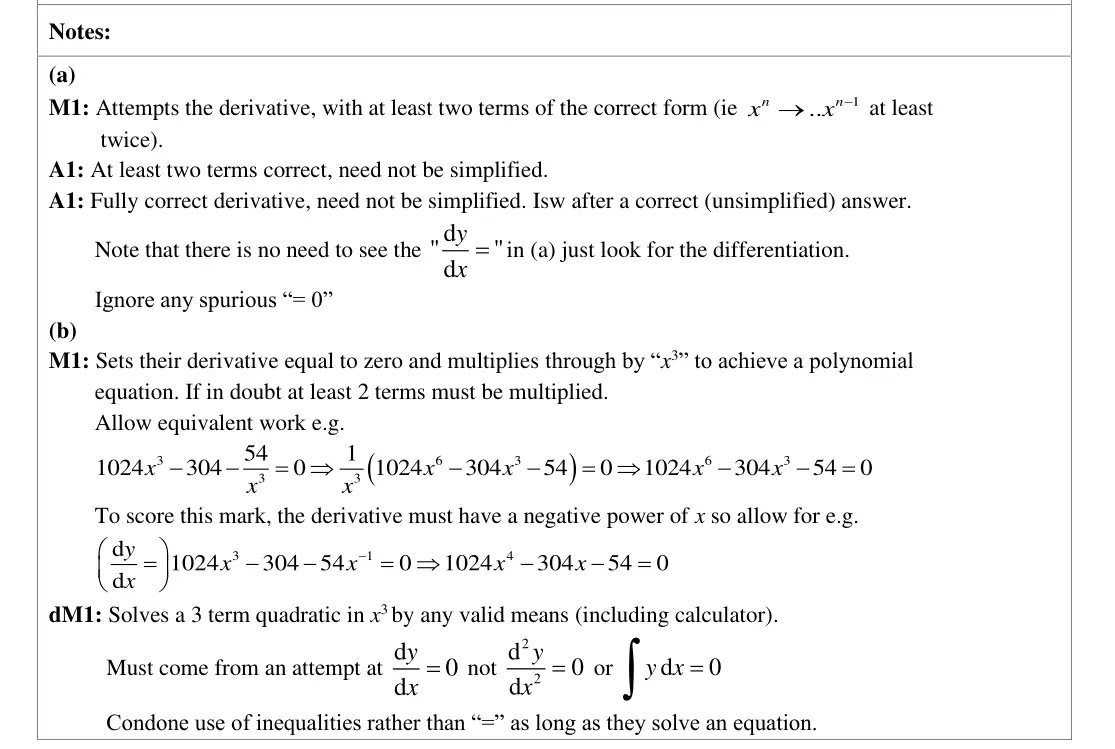 Notes:
(a)
M1: Attempts the derivative, with at least two terms of the correct form (ie xⁿ → ..xⁿ⁻¹ at least
twice).
A1: At least two terms correct, need not be simplified.
A1: Fully correct derivative, need not be simplified. Isw after a correct (unsimplified) answer.
Note that there is no need to see the "dy/dx =" in (a) just look for the differentiation.
Ignore any spurious “= 0”
(b)
M1: Sets their derivative equal to zero and multiplies through by “x³” to achieve a polynomial
equation. If in doubt at least 2 terms must be multiplied.
Allow equivalent work e.g.
1024x³ − 304 − 54/x³ = 0 ⇒ 1/x³ (1024x⁶ − 304x³ − 54) = 0 ⇒ 1024x⁶ − 304x³ − 54 = 0
To score this mark, the derivative must have a negative power of x so allow for e.g.
(dy/dx =) 1024x³ − 304 − 54x⁻¹ = 0 ⇒ 1024x⁴ − 304x − 54 = 0
dM1: Solves a 3 term quadratic in x³ by any valid means (including calculator).
Must come from an attempt at dy/dx = 0 not d²y/dx² = 0 or ∫ y dx = 0
Condone use of inequalities rather than “=” as long as they solve an equation.